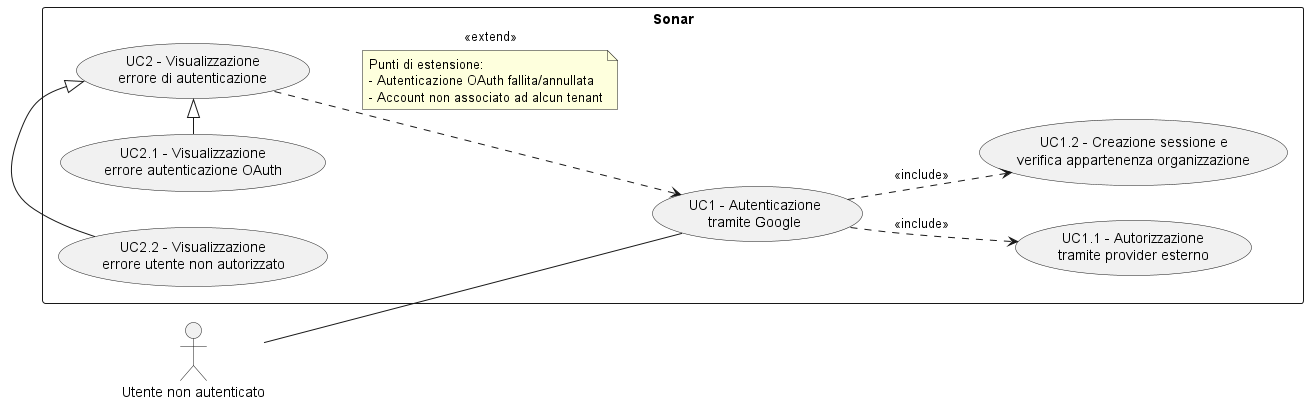 Sonar
«extend»
UC2 - Visualizzazione
errore di autenticazione
Punti di estensione:
- Autenticazione OAuth fallita/annullata
- Account non associato ad alcun tenant
UC2.1 - Visualizzazione
errore autenticazione OAuth
UC1.2 - Creazione sessione e
verifica appartenenza organizzazione
«include»
UC1 - Autenticazione
tramite Google
«include»
UC1.1 - Autorizzazione
tramite provider esterno
UC2.2 - Visualizzazione
errore utente non autorizzato
Utente non autenticato